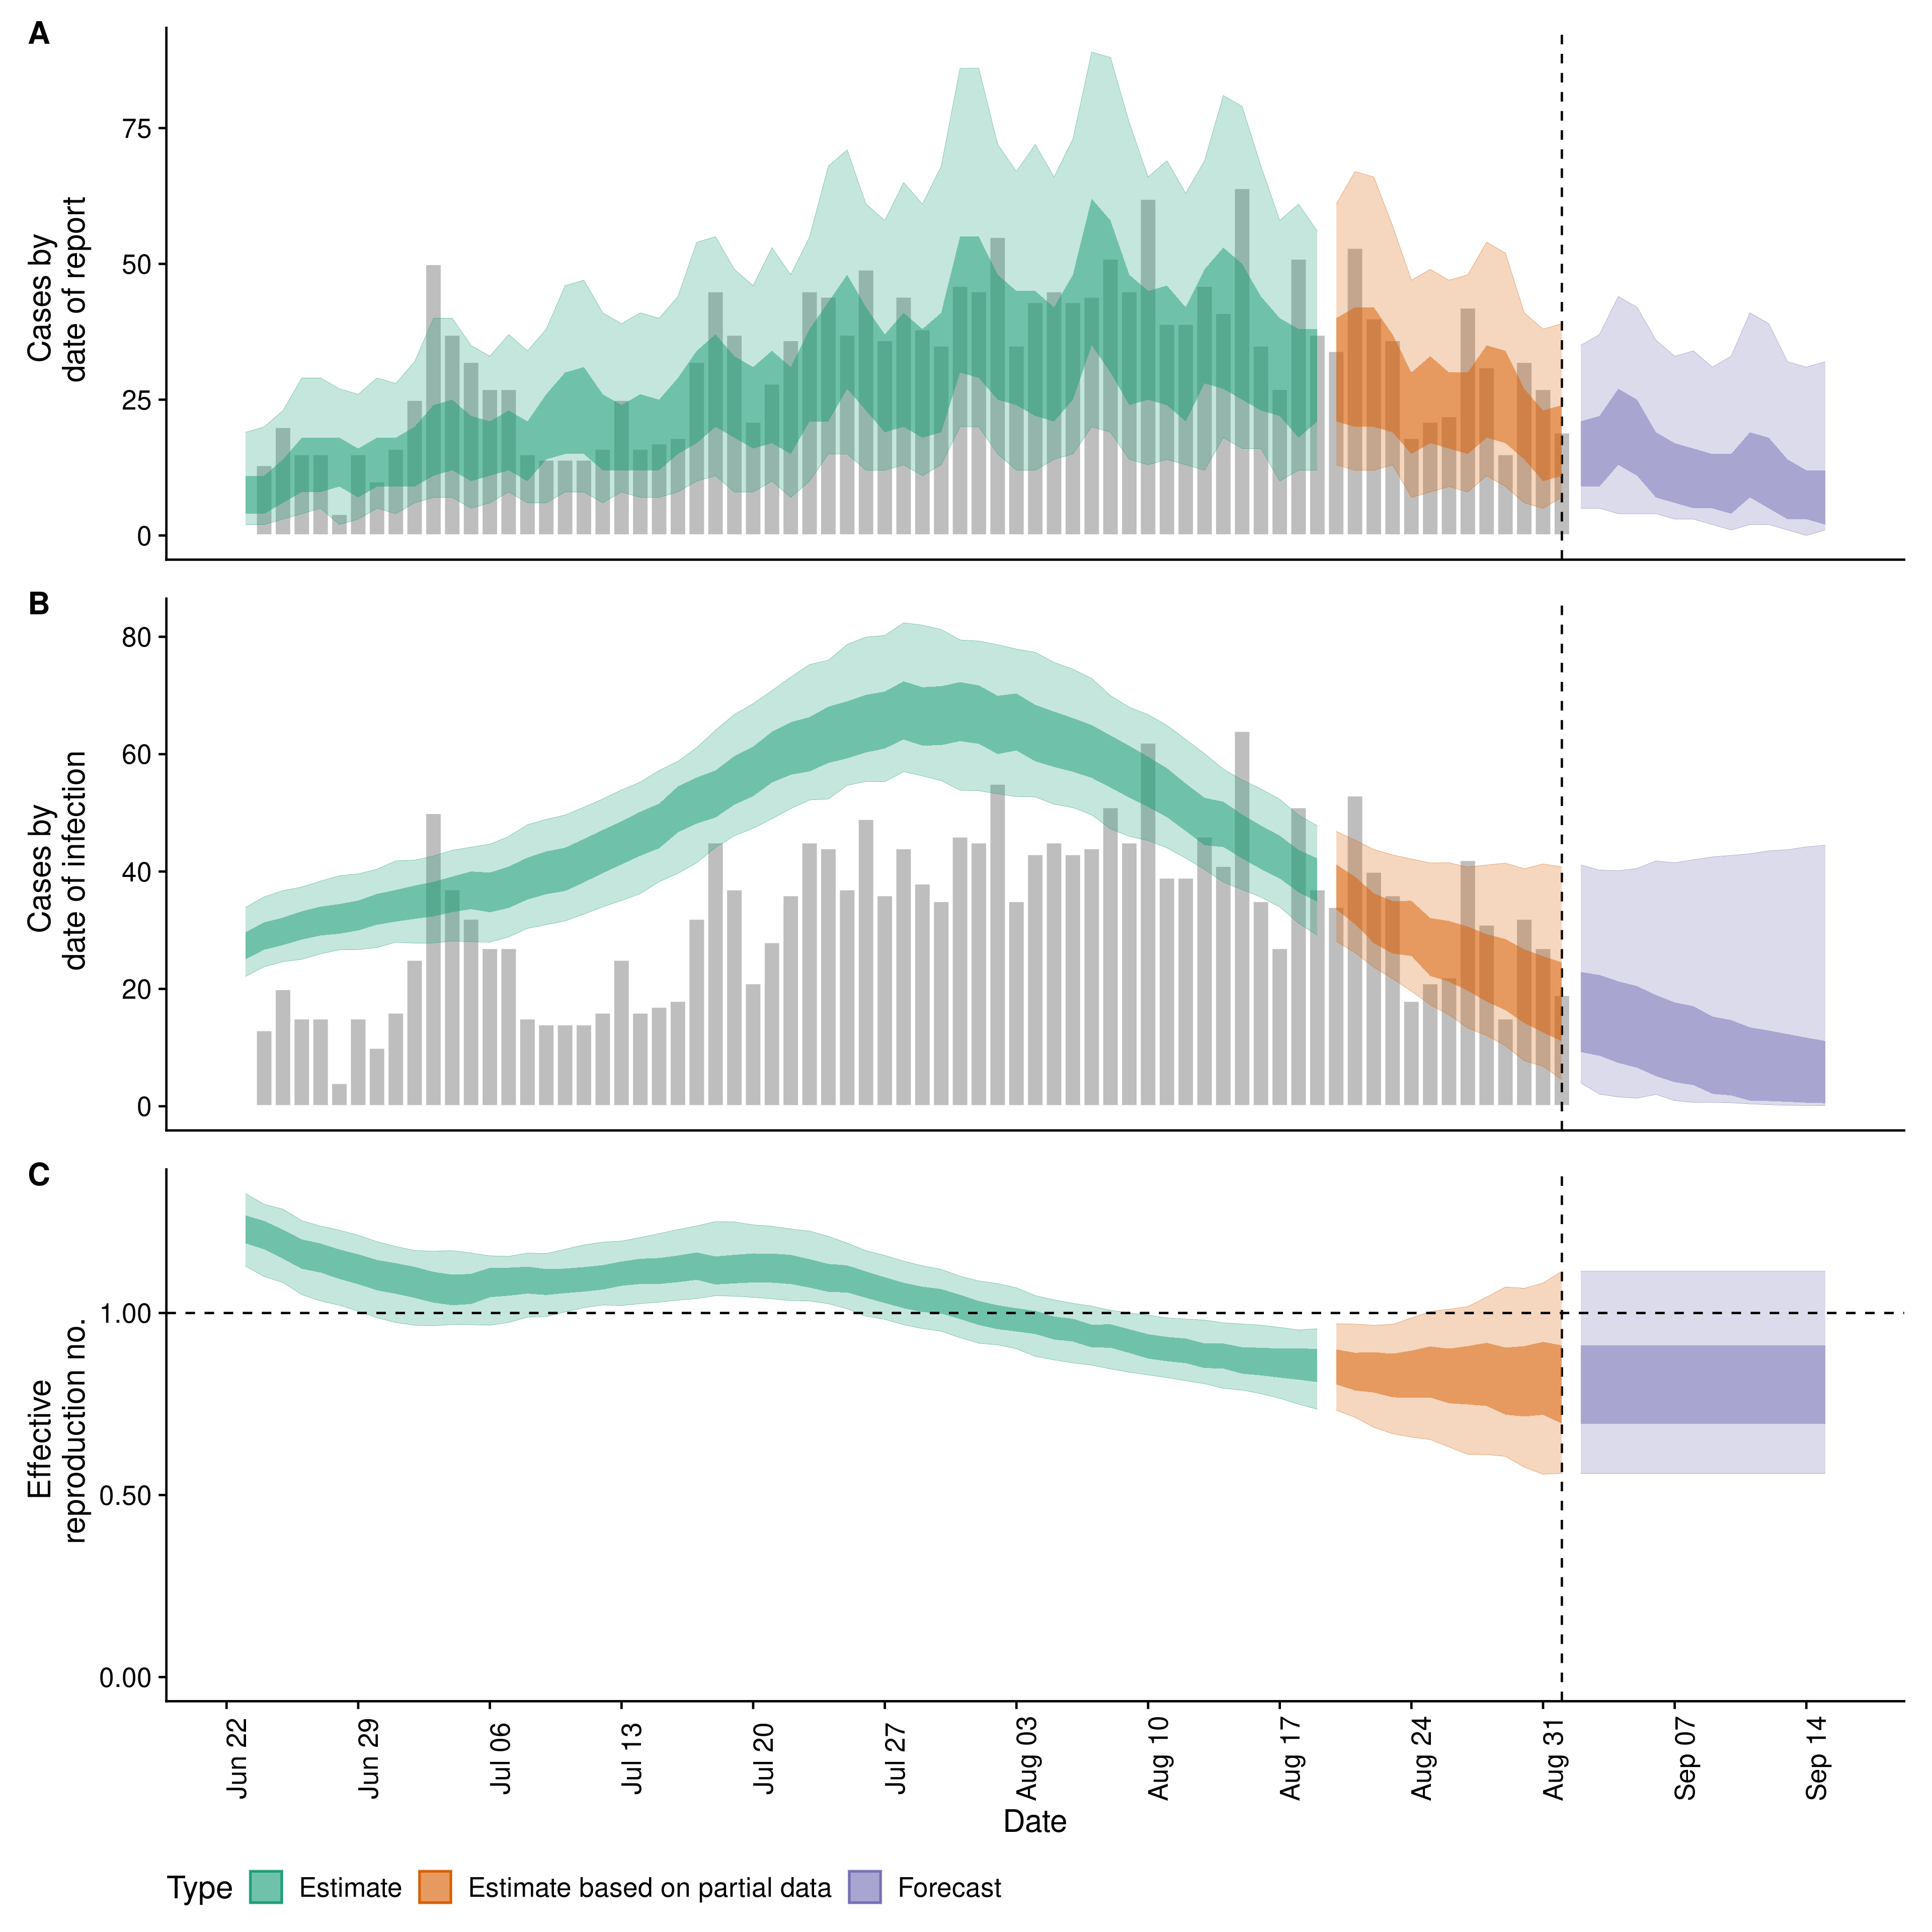 A
Cases by
date of report
75
50
25
0
B
Cases by
date of infection
80
60
40
20
0
C
Effective
reproduction no.
1.00
0.50
0.00
Jun 22
Jun 29
Jul 06
Jul 13
Jul 20
Jul 27
Aug 03
Aug 10
Aug 17
Aug 24
Aug 31
Sep 07
Sep 14
Date
Type
Estimate
Estimate based on partial data
Forecast